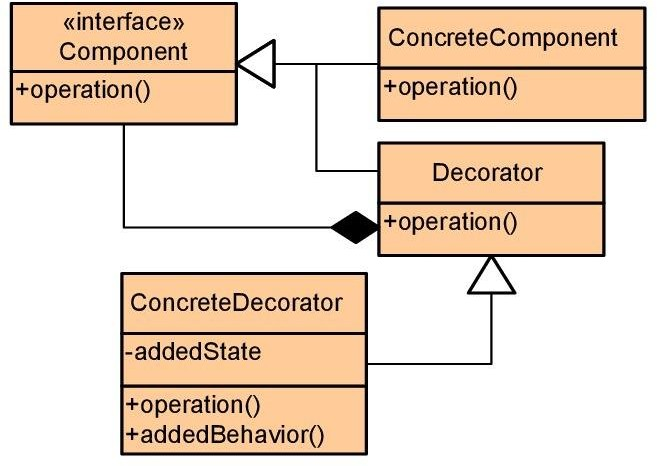 «interface»
Component
+operation()
ConcreteComponent
+operation()
Decorator
+operation()
ConcreteDecorator
-addedState
+operation()
+addedBehavior()